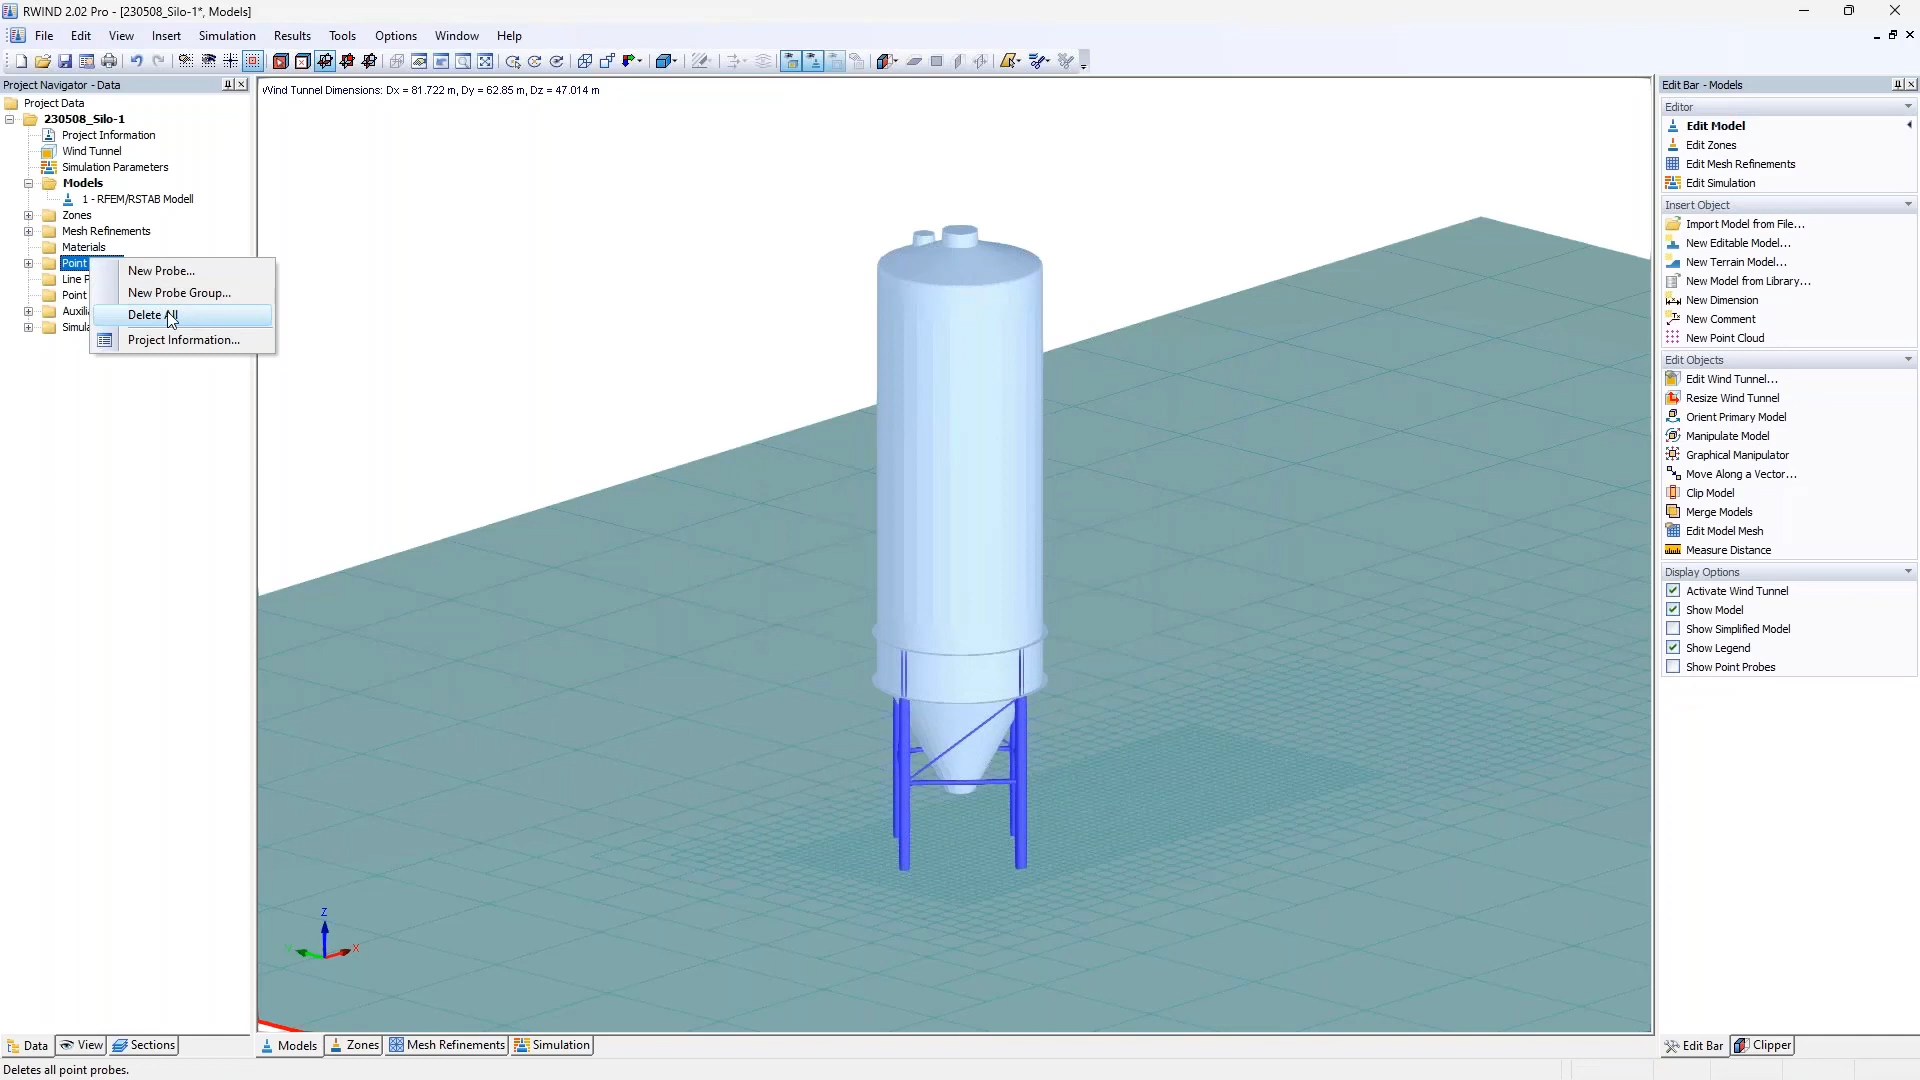 RWIND 2.02 Pro - [230508_Silo-1*, Models]
File Edit View Insert Simulation Results Tools Options Window Help
Project Navigator - Data
Project Data
230508_Silo-1
Project Information
Wind Tunnel
Simulation Parameters
Models
1 - RFEM/RSTAB Modell
Zones
Mesh Refinements
Materials
Point
Line P
Point
Auxili
Simula
New Probe...
New Probe Group...
Delete All
Project Information...
Wind Tunnel Dimensions: Dx = 81.722 m, Dy = 62.85 m, Dz = 47.014 m
Z
Y
X
Edit Bar - Models
Editor
Edit Model
Edit Zones
Edit Mesh Refinements
Edit Simulation
Insert Object
Import Model from File...
New Editable Model...
New Terrain Model...
New Model from Library...
New Dimension
New Comment
New Point Cloud
Edit Objects
Edit Wind Tunnel...
Resize Wind Tunnel
Orient Primary Model
Manipulate Model
Graphical Manipulator
Move Along a Vector...
Clip Model
Merge Models
Edit Model Mesh
Measure Distance
Display Options
Activate Wind Tunnel
Show Model
Show Simplified Model
Show Legend
Show Point Probes
Data View Sections
Models Zones Mesh Refinements Simulation
Edit Bar Clipper
Deletes all point probes.